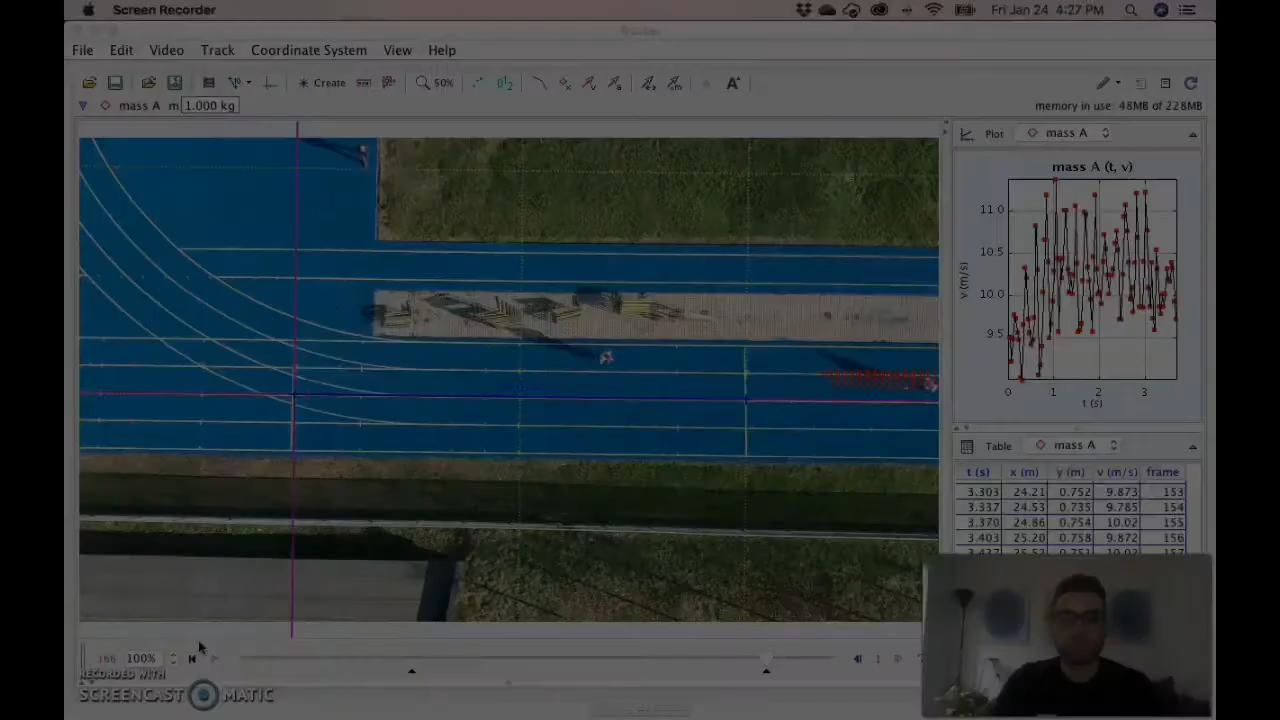 Screen Recorder Fri Jan 24 4:27 PM
Tracker
File Edit Video Track Coordinate System View Help
Create 50%
mass A m 1.000 kg memory in use: 48MB of 228MB
Plot mass A
mass A (t, v)
11.0
10.5
10.0
9.5
v (m/s)
0 1 2 3
t (s)
Table mass A
t (s) x (m) y (m) v (m/s) frame
3.303 24.21 0.752 9.873 153
3.337 24.53 0.735 9.785 154
3.370 24.86 0.754 10.02 155
3.403 25.20 0.758 9.872 156
166 100%
RECORDED WITH
SCREENCAST MATIC